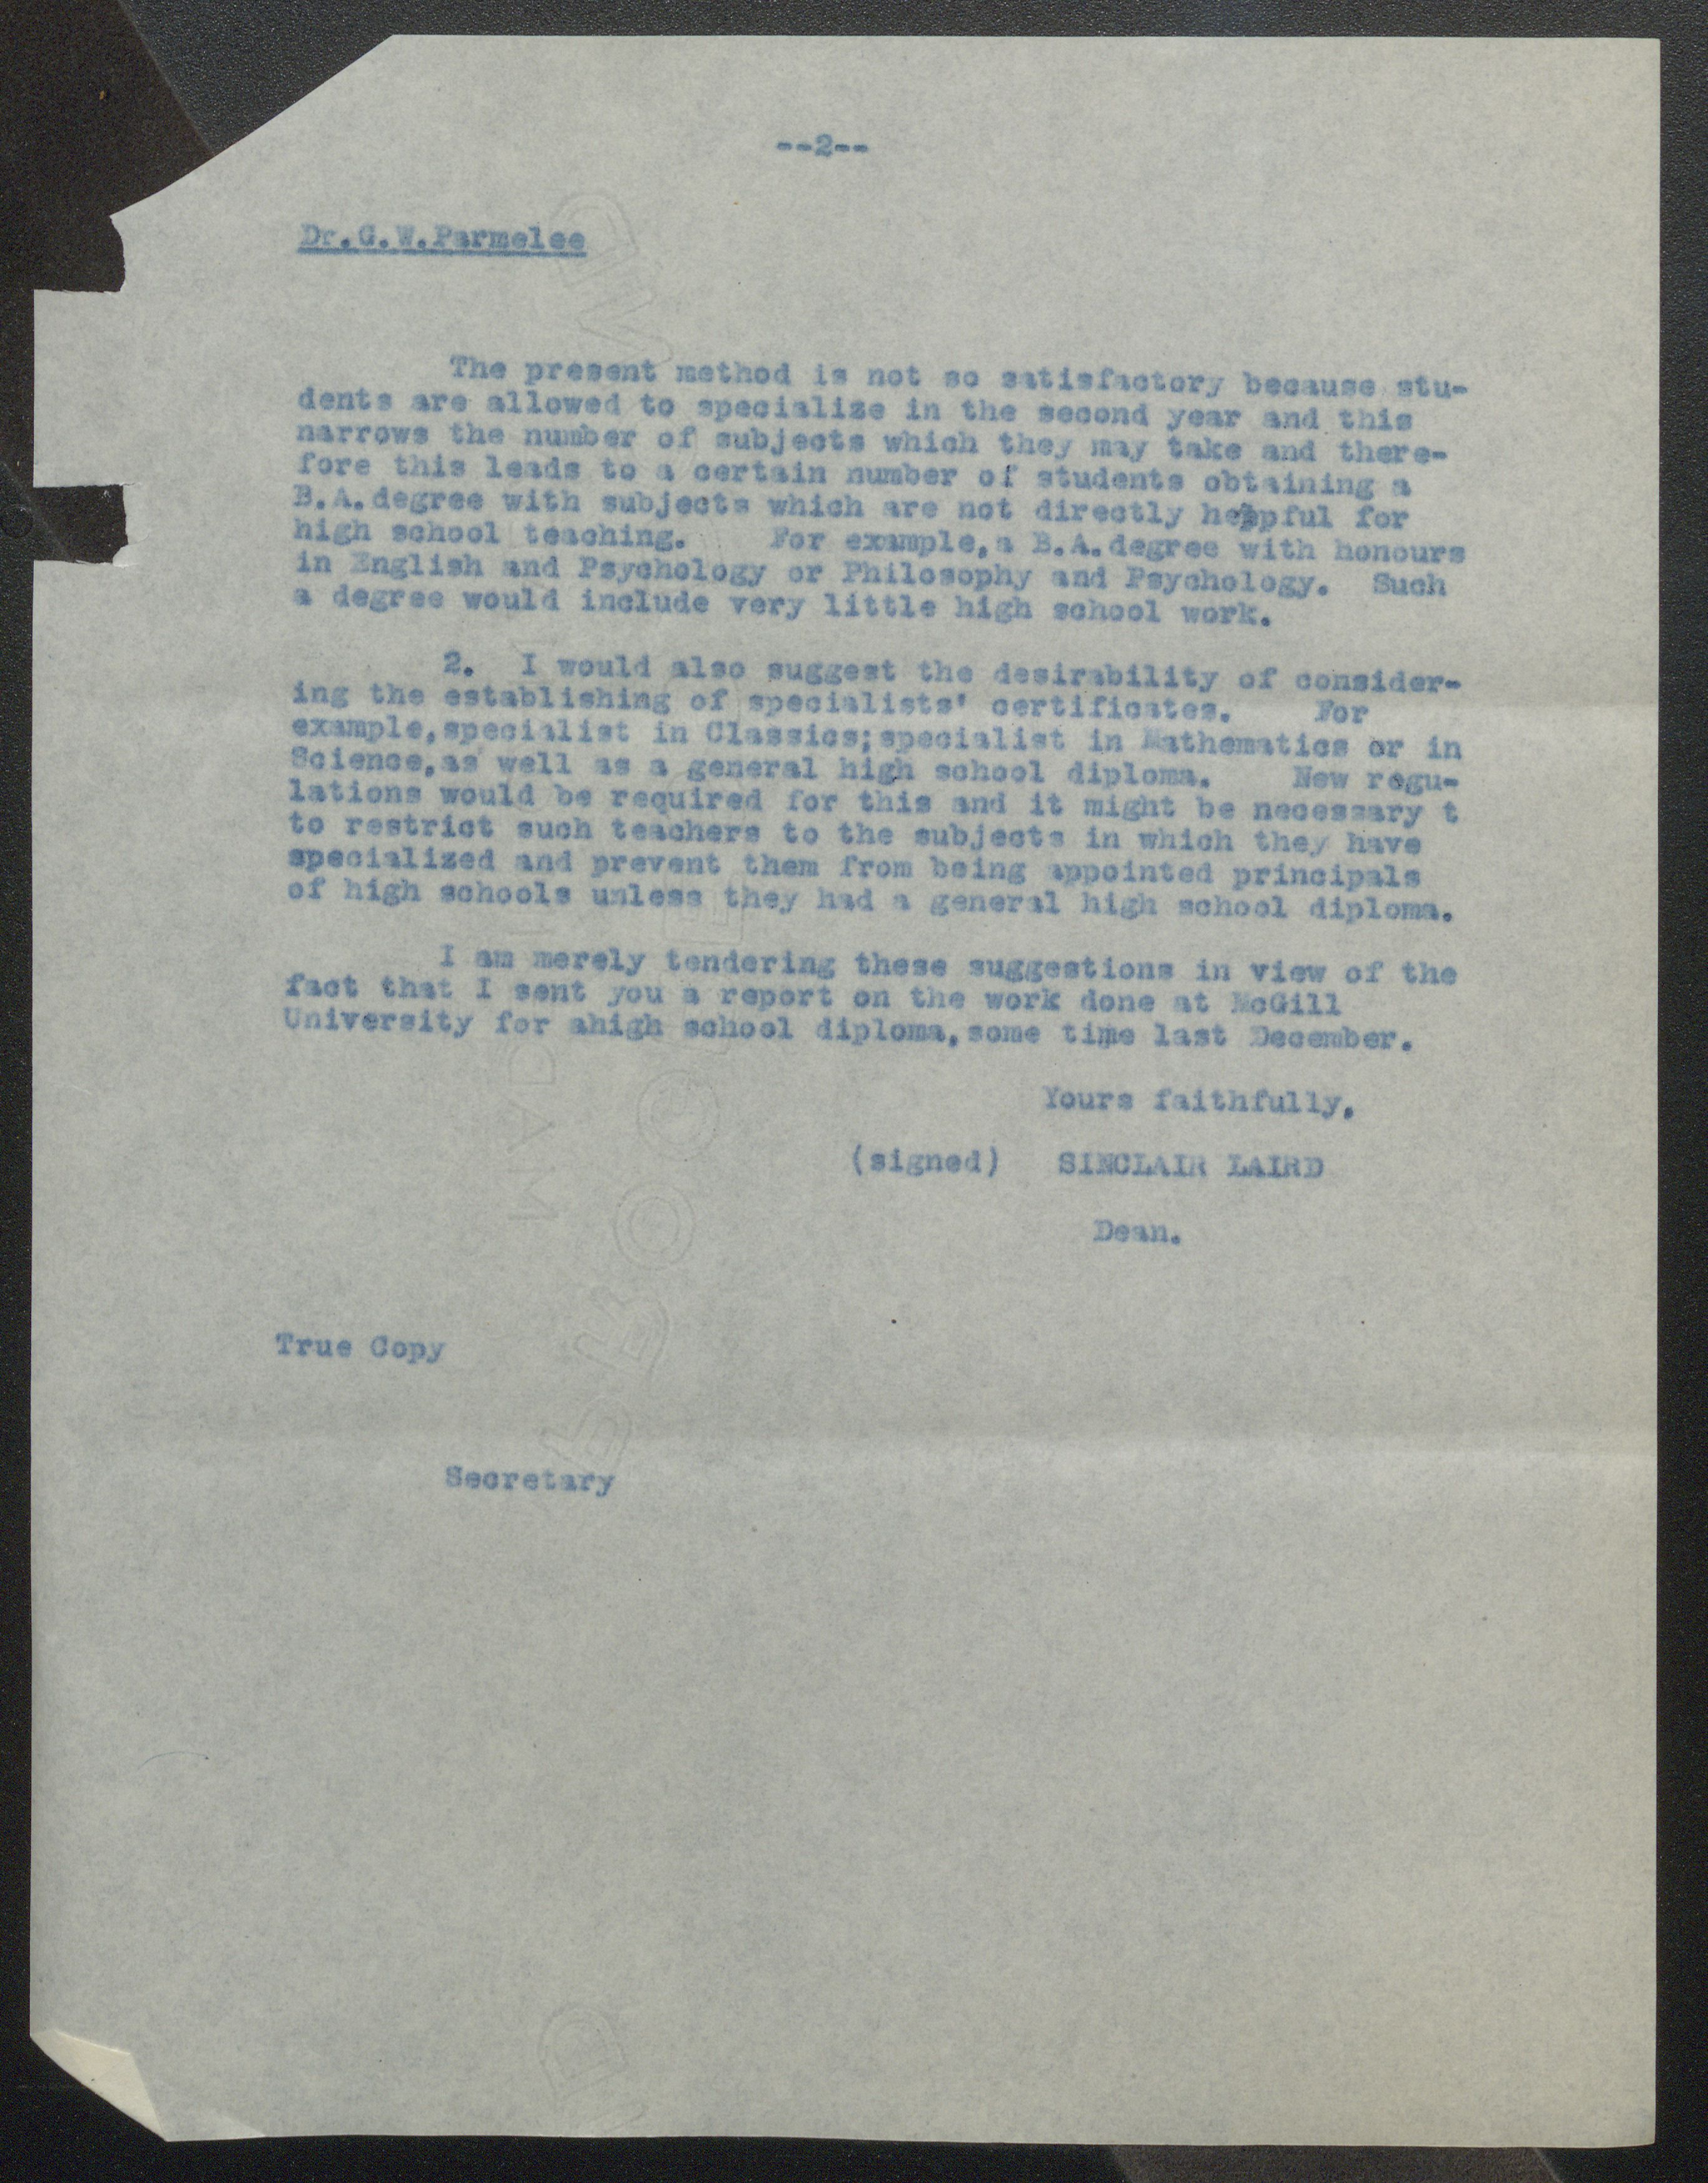 --2--
Dr.G.W.Parmelee
The present method is not so satisfactory because stu-
dents are allowed to specialize in the second year and this
narrows the number of subjects which they may take and there-
fore this leads to a certain number of students obtaining a
B.A.degree with subjects which are not directly helpful for
high school teaching. For example,a B.A.degree with honours
in English and Psychology or Philosophy and Psychology. Such
a degree would include very little high school work.
2. I would also suggest the desirability of consider-
ing the establishing of specialists' certificates. For
example,specialist in Classics;specialist in Mathematics or in
Science,as well as a general high school diploma. New regu-
lations would be required for this and it might be necessary t
to restrict such teachers to the subjects in which they have
specialized and prevent them from being appointed principals
of high schools unless they had a general high school diploma.
I am merely tendering these suggestions in view of the
fact that I sent you a report on the work done at McGill
University for ahigh school diploma,some time last December.
Yours faithfully,
(signed) SINCLAIR LAIRD
Dean.
True Copy
Secretary